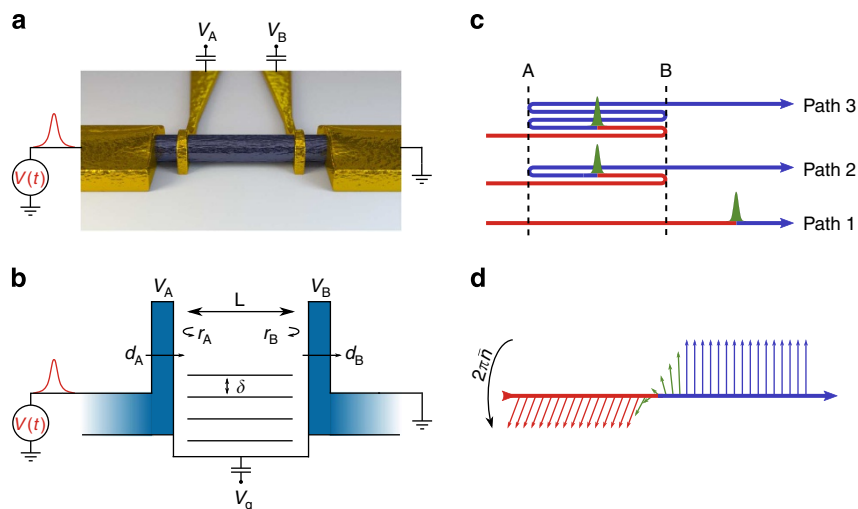 a
V_A
V_B
V(t)
c
A
B
Path 3
Path 2
Path 1
b
V_A
V_B
L
r_A
r_B
d_A
d_B
δ
V(t)
V_g
d
2πn̄